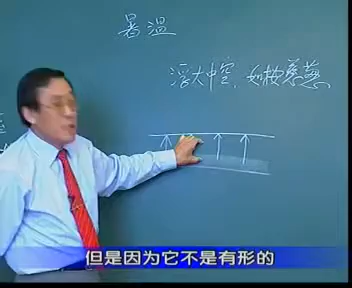 暑温
浮大中空，如按葱葉
但是因为它不是有形的